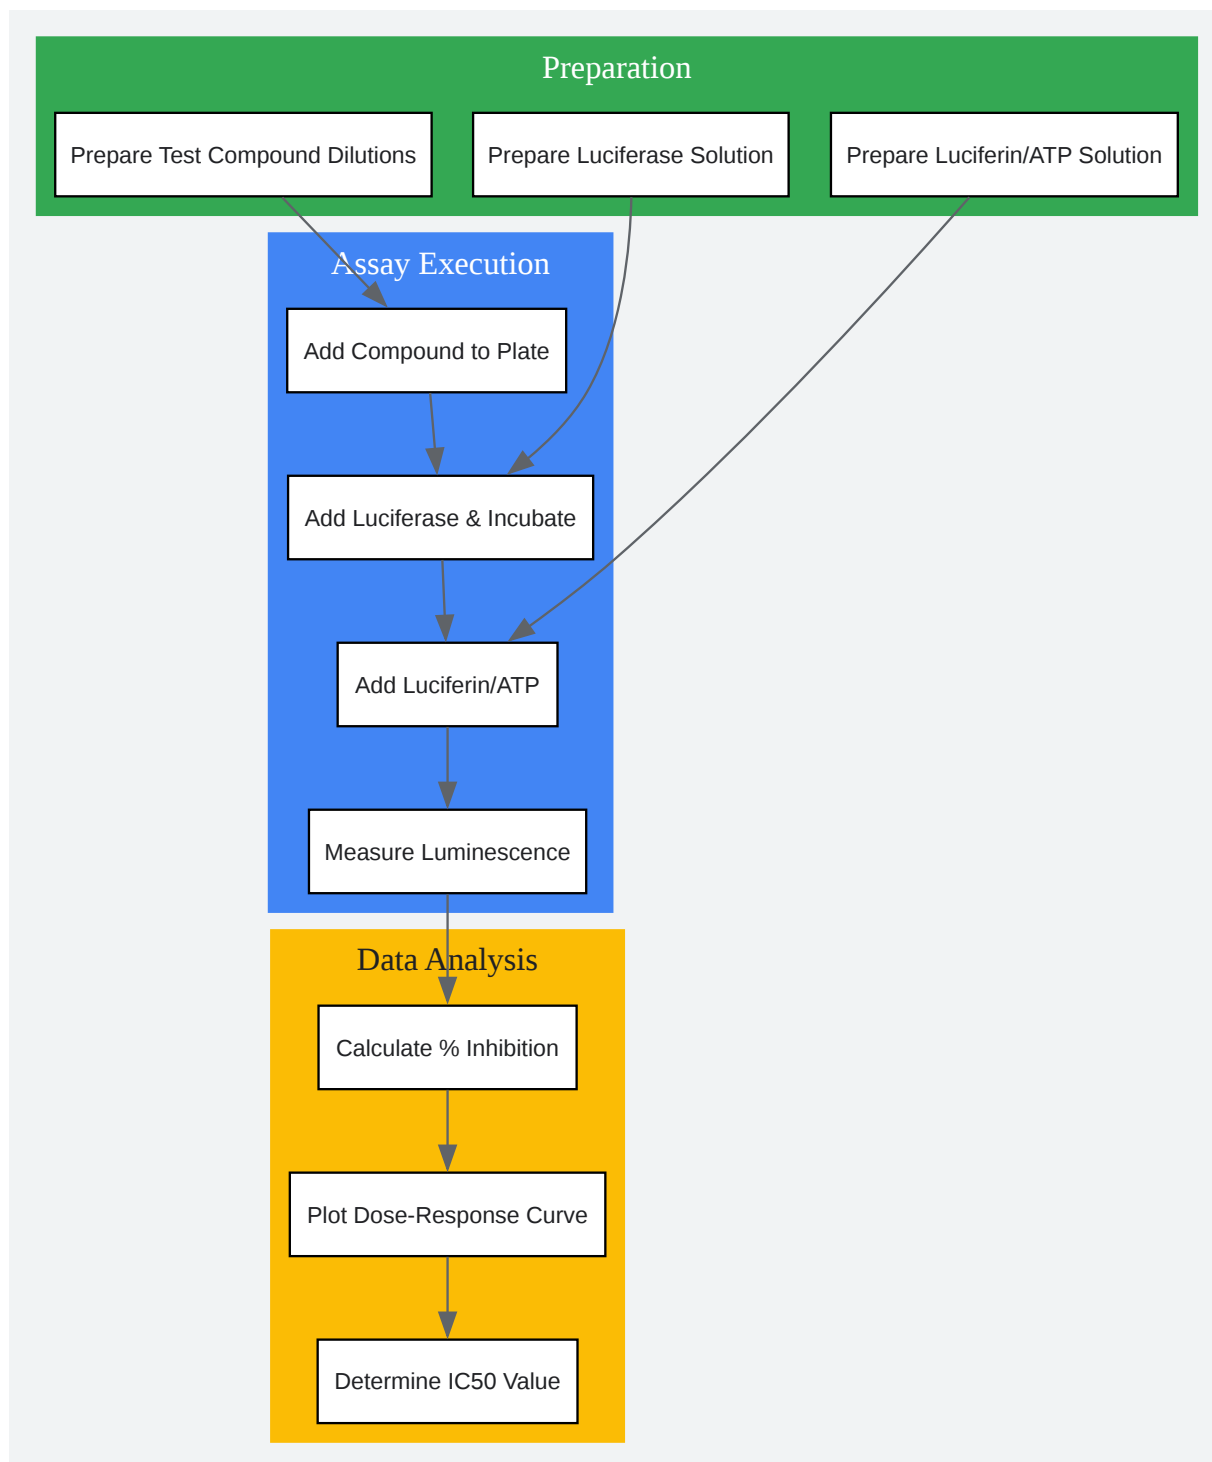 Preparation
Prepare Test Compound Dilutions
Prepare Luciferase Solution
Prepare Luciferin/ATP Solution
Assay Execution
Add Compound to Plate
Add Luciferase & Incubate
Add Luciferin/ATP
Measure Luminescence
Data Analysis
Calculate % Inhibition
Plot Dose-Response Curve
Determine IC50 Value